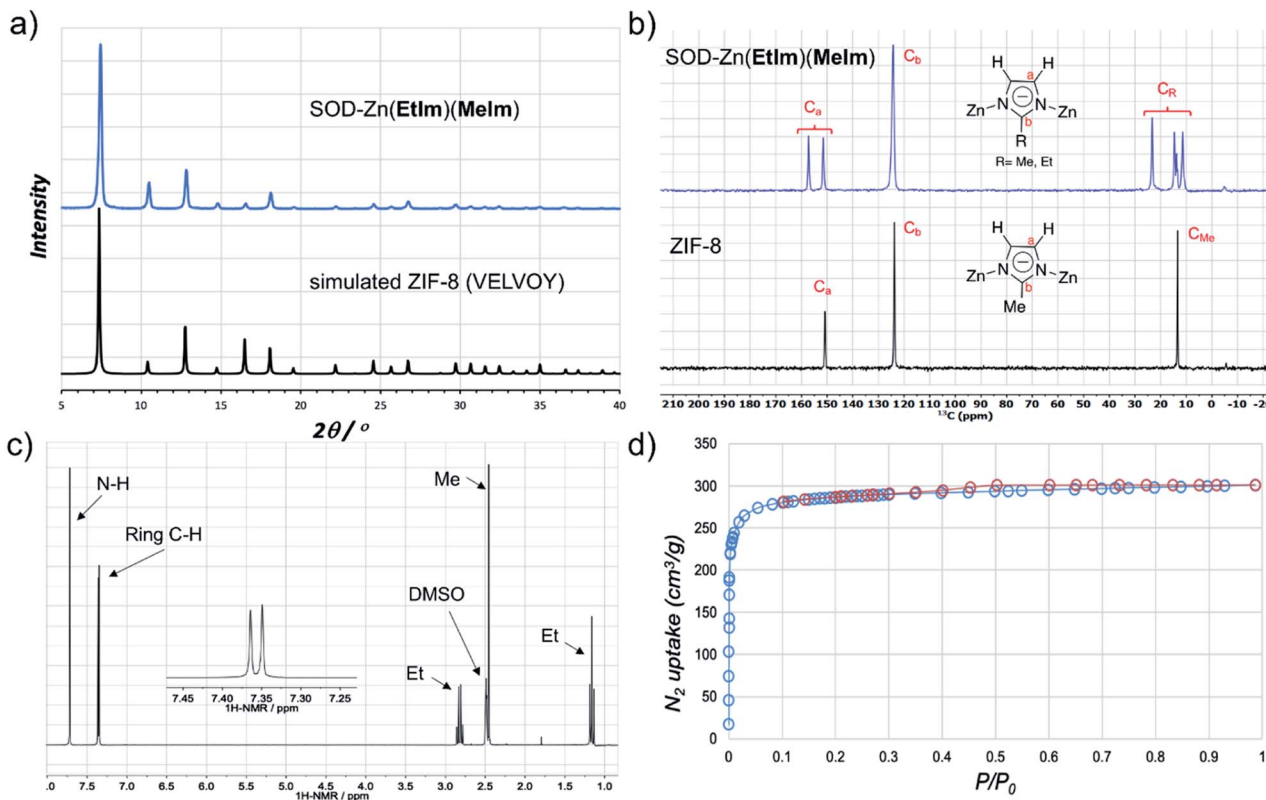 a)
SOD-Zn(EtIm)(MeIm)
simulated ZIF-8 (VELVOY)
Intensity
5 10 15 20 25 30 35 40
2θ/ °
b)
SOD-Zn(EtIm)(MeIm)
Ca
Cb
CR
H H
a
Zn N − N Zn
b
R
R= Me, Et
ZIF-8
Ca
Cb
CMe
H H
a
Zn N − N Zn
b
Me
210 200 190 180 170 160 150 140 130 120 110 100 90 80 70 60 50 40 30 20 10 0 -10 -20
13C (ppm)
c)
N-H
Ring C-H
Me
DMSO
Et
Et
7.45 7.40 7.35 7.30 7.25
1H-NMR / ppm
8.0 7.5 7.0 6.5 6.0 5.5 5.0 4.5 4.0 3.5 3.0 2.5 2.0 1.5 1.0
1H-NMR / ppm
d)
N2 uptake (cm3/g)
350
300
250
200
150
100
50
0
0 0.1 0.2 0.3 0.4 0.5 0.6 0.7 0.8 0.9 1
P/P0